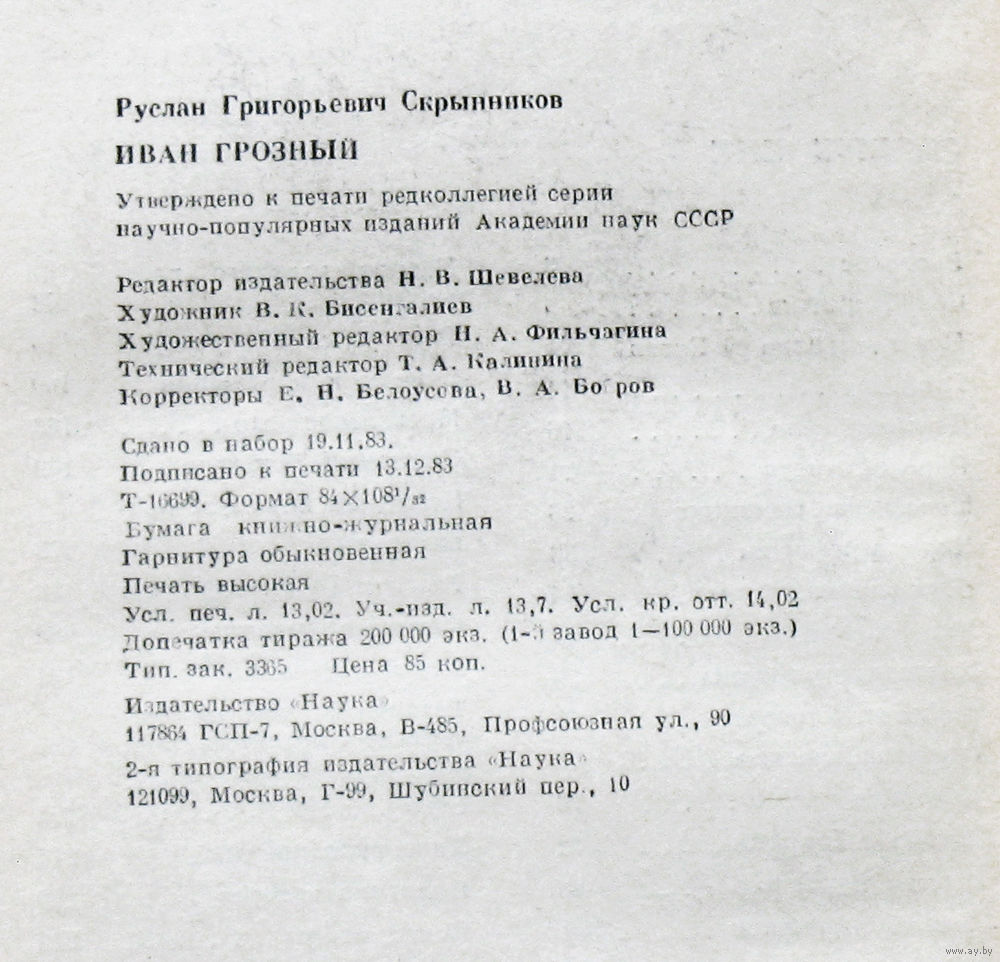 Руслан Григорьевич Скрынников
ИВАН ГРОЗНЫЙ
Утверждено к печати редколлегией серии
научно-популярных изданий Академии наук СССР
Редактор издательства Н. В. Шевелева
Художник В. К. Бисенгалиев
Художественный редактор Н. А. Фильчагина
Технический редактор Т. А. Калинина
Корректоры Е. Н. Белоусова, В. А. Бобров
Сдано в набор 19.11.83.
Подписано к печати 13.12.83
Т-16699. Формат 84×108¹/₃₂
Бумага книжно-журнальная
Гарнитура обыкновенная
Печать высокая
Усл. печ. л. 13,02. Уч.-изд. л. 13,7. Усл. кр. отт. 14,02
Допечатка тиража 200 000 экз. (1-й завод 1—100 000 экз.)
Тип. зак. 3365 Цена 85 коп.
Издательство «Наука»
117864 ГСП-7, Москва, В-485, Профсоюзная ул., 90
2-я типография издательства «Наука»
121099, Москва, Г-99, Шубинский пер., 10
www.ay.by